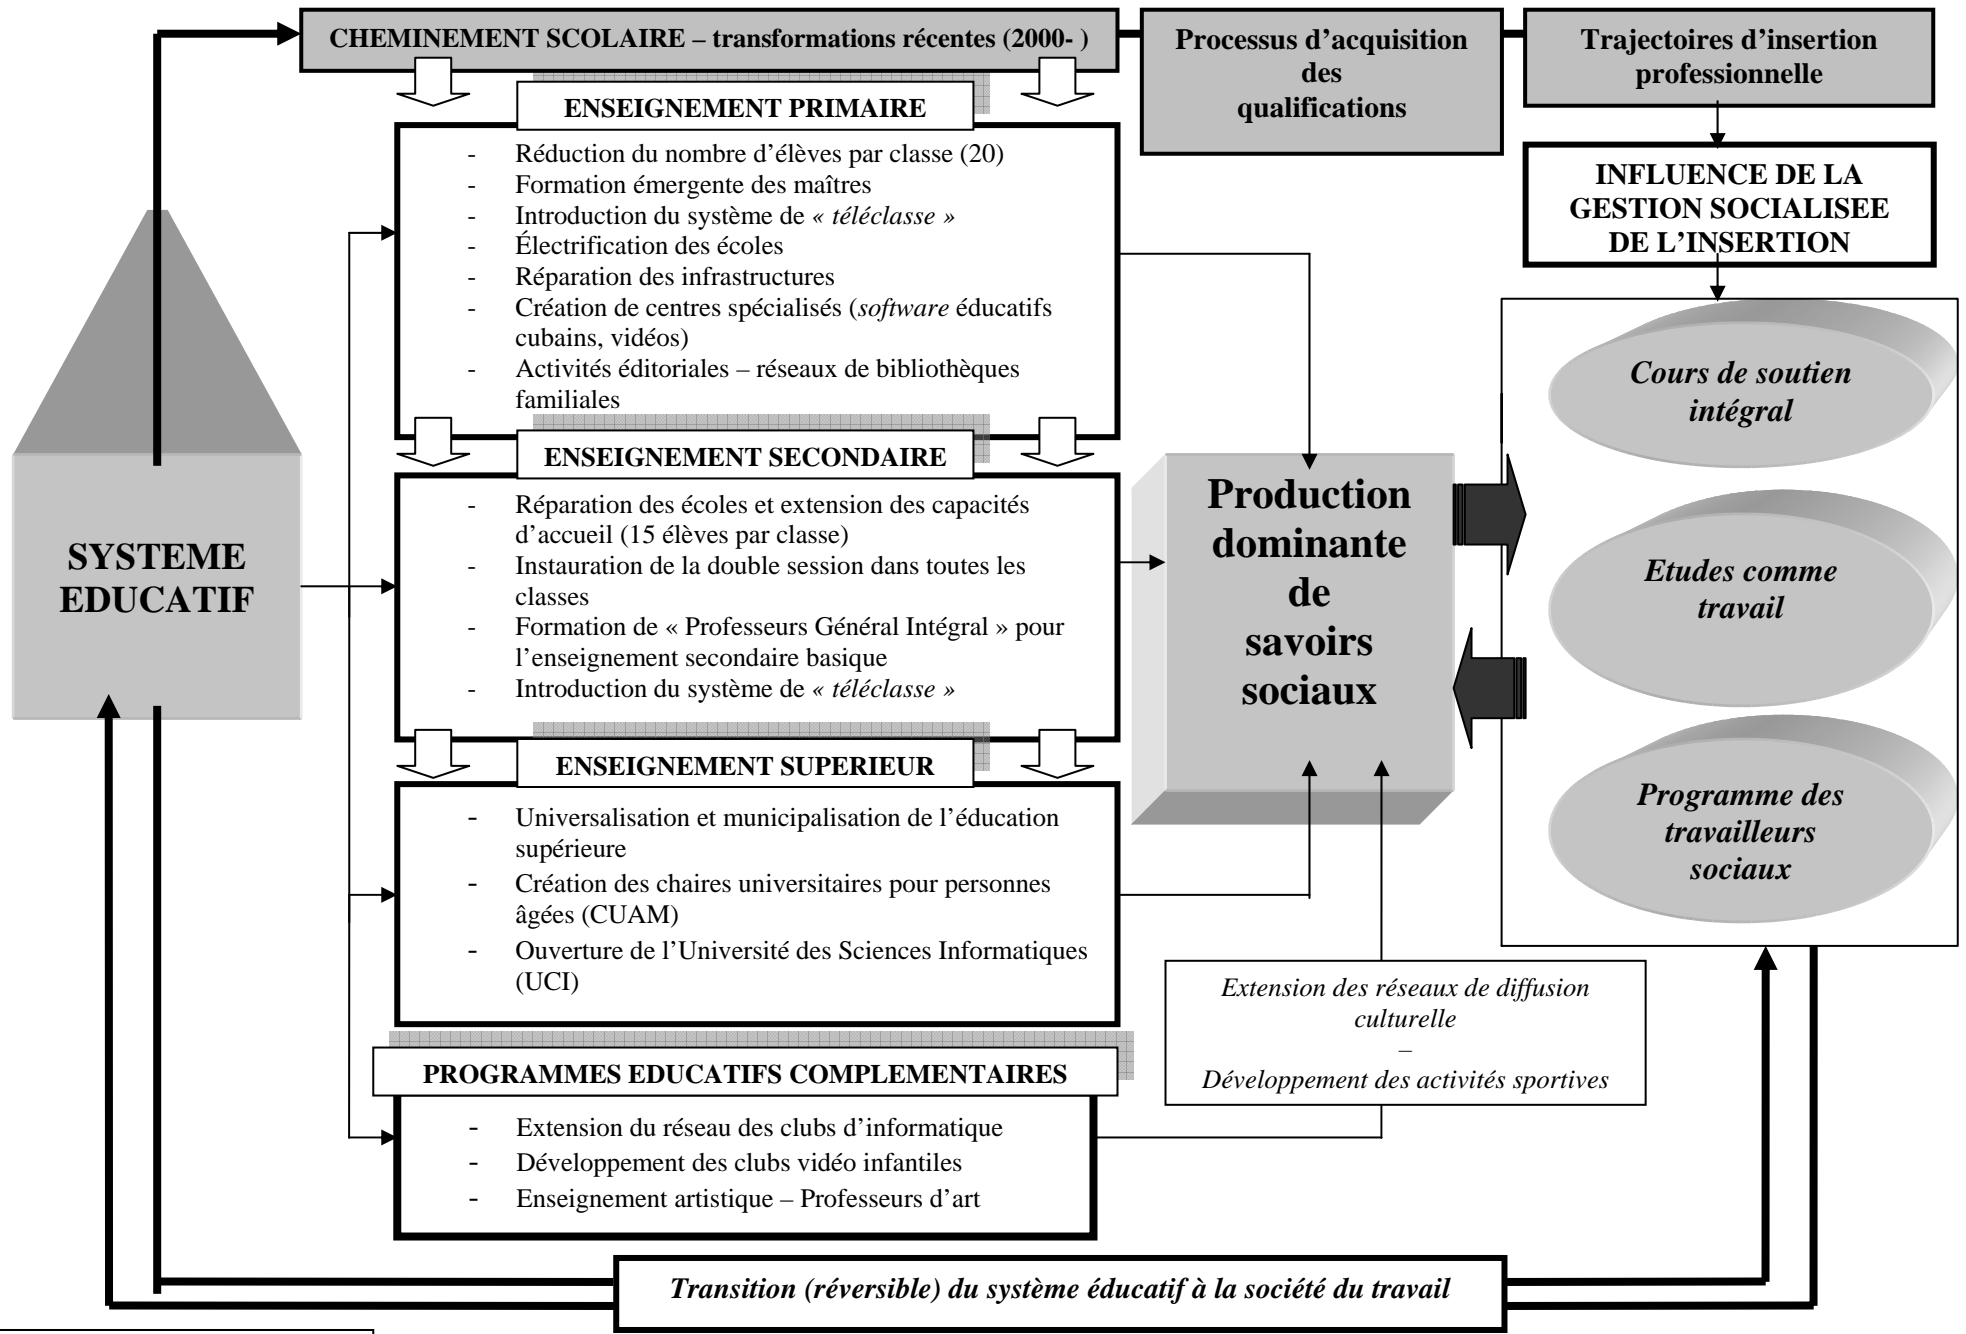 CHEMINEMENT SCOLAIRE – transformations récentes (2000- )
Processus d’acquisition
des
qualifications
Trajectoires d’insertion
professionnelle
INFLUENCE DE LA
GESTION SOCIALISEE
DE L’INSERTION
SYSTEME
EDUCATIF
ENSEIGNEMENT PRIMAIRE
- Réduction du nombre d’élèves par classe (20)
- Formation émergente des maîtres
- Introduction du système de « téléclasse »
- Électrification des écoles
- Réparation des infrastructures
- Création de centres spécialisés (software éducatifs
cubains, vidéos)
- Activités éditoriales – réseaux de bibliothèques
familiales
ENSEIGNEMENT SECONDAIRE
- Réparation des écoles et extension des capacités
d’accueil (15 élèves par classe)
- Instauration de la double session dans toutes les
classes
- Formation de « Professeurs Général Intégral » pour
l’enseignement secondaire basique
- Introduction du système de « téléclasse »
ENSEIGNEMENT SUPERIEUR
- Universalisation et municipalisation de l’éducation
supérieure
- Création des chaires universitaires pour personnes
âgées (CUAM)
- Ouverture de l’Université des Sciences Informatiques
(UCI)
PROGRAMMES EDUCATIFS COMPLEMENTAIRES
- Extension du réseau des clubs d’informatique
- Développement des clubs vidéo infantiles
- Enseignement artistique – Professeurs d’art
Production
dominante
de
savoirs
sociaux
Extension des réseaux de diffusion
culturelle
–
Développement des activités sportives
Cours de soutien
intégral
Etudes comme
travail
Programme des
travailleurs
sociaux
Transition (réversible) du système éducatif à la société du travail